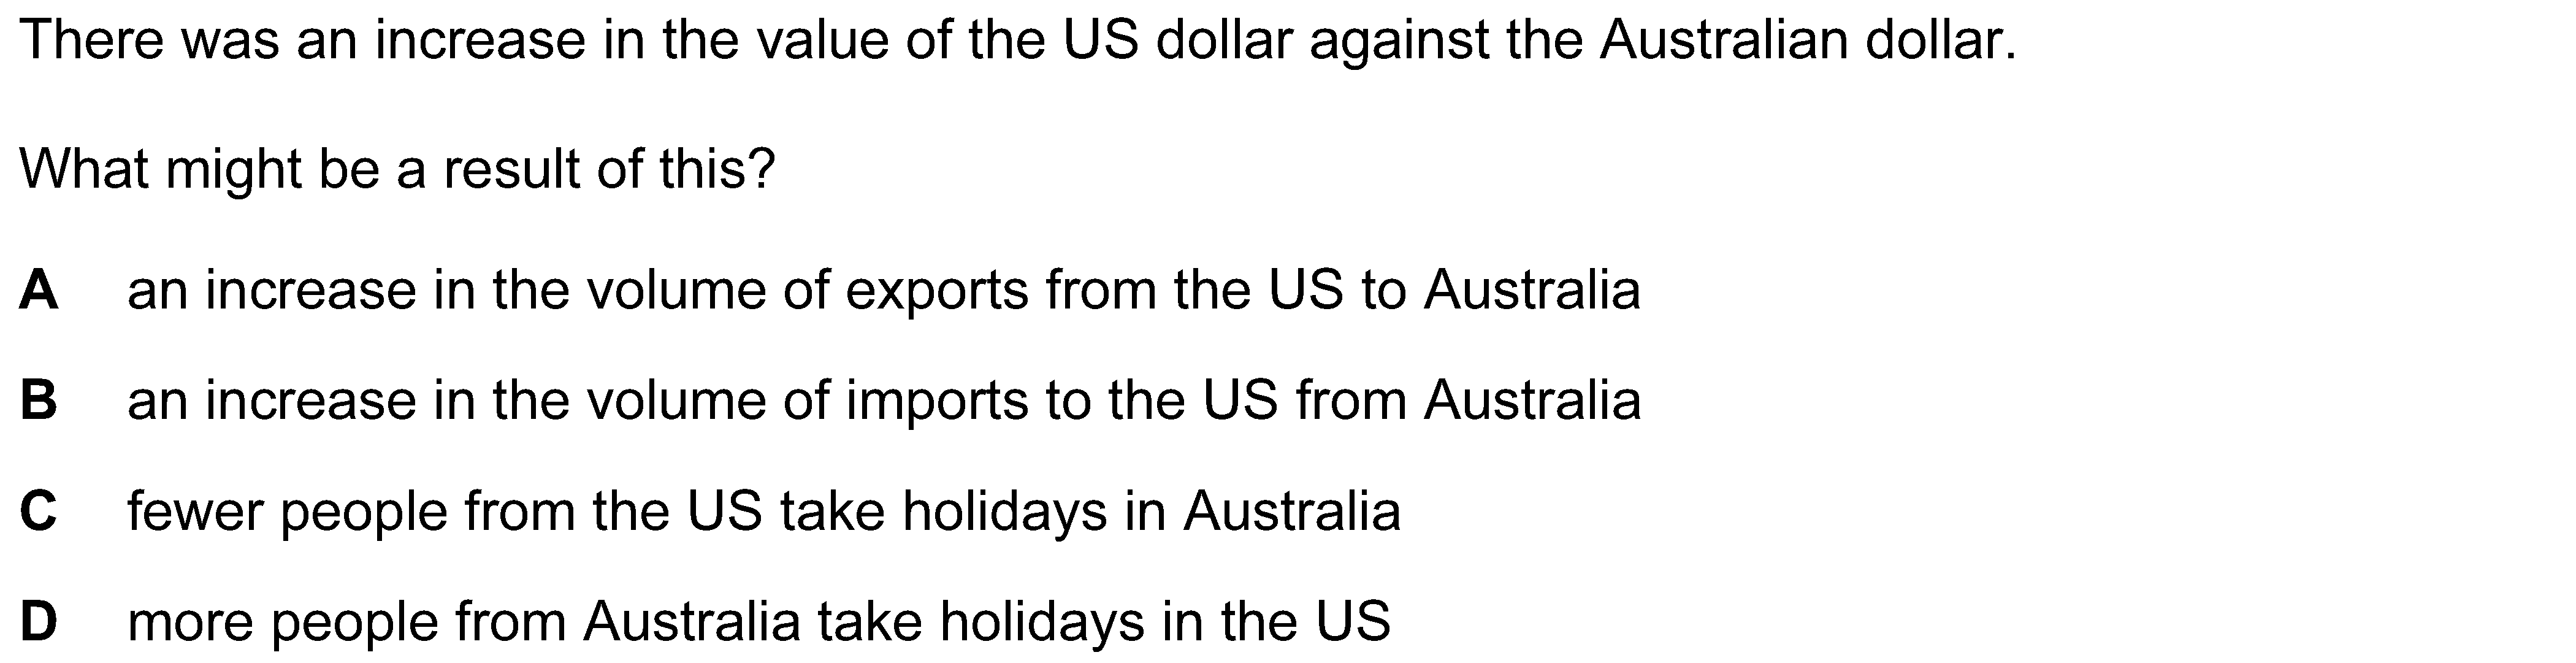 There was an increase in the value of the US dollar against the Australian dollar.
What might be a result of this?
A an increase in the volume of exports from the US to Australia
B an increase in the volume of imports to the US from Australia
C fewer people from the US take holidays in Australia
D more people from Australia take holidays in the US